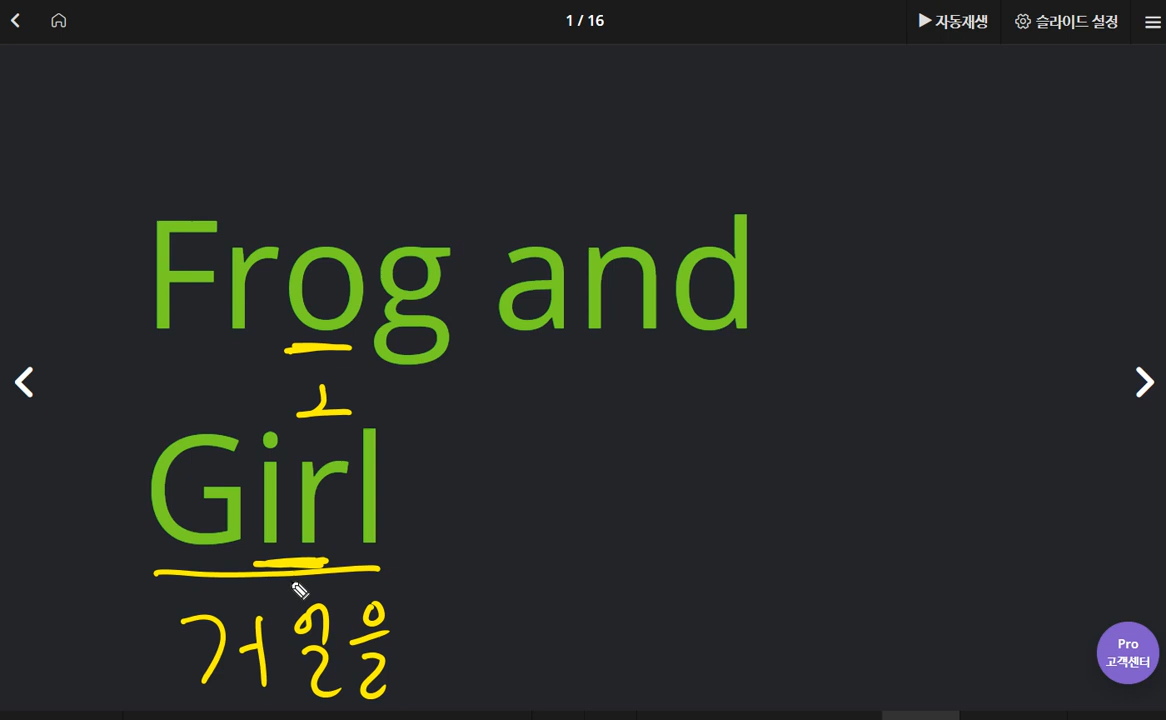 1 / 16
▶ 자동재생
슬라이드 설정
Frog and
ㅗ
Girl
거얼을
Pro
고객센터